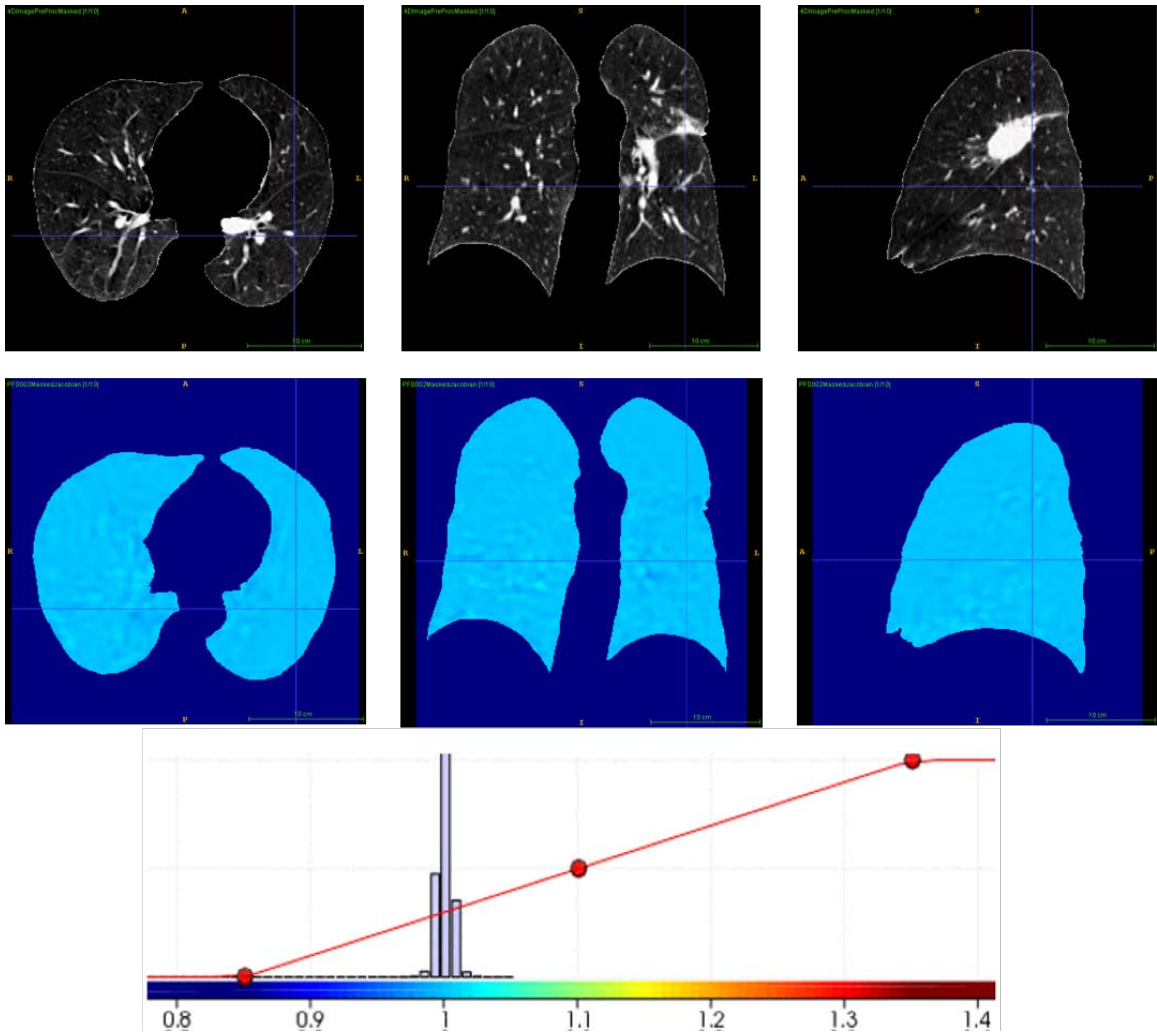 4DImagePreProcMasked [1/10]
A
R
L
P
10 cm
4DImagePreProcMasked [1/10]
S
R
L
I
10 cm
4DImagePreProcMasked [1/10]
S
A
P
I
10 cm
A
R
L
P
10 cm
S
R
L
I
10 cm
S
A
P
I
10 cm
0.8 0.9 1 1.1 1.2 1.3 1.4